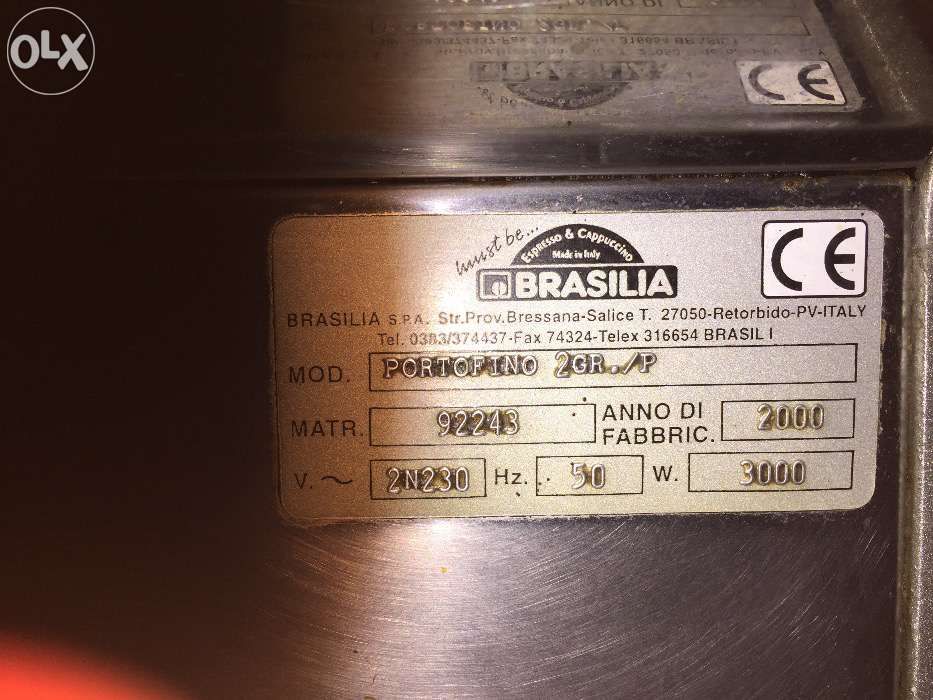 OLX
must be...
Espresso & Cappuccino
Made in Italy
BRASILIA
CE
BRASILIA S.P.A. Str.Prov.Bressana-Salice T. 27050-Retorbido-PV-ITALY
Tel. 0383/374437-Fax 74324-Telex 316654 BRASIL I
MOD. PORTOFINO 2GR./P
MATR. 92243 ANNO DI FABBRIC. 2000
V. ~ 2N230 Hz. 50 W. 3000